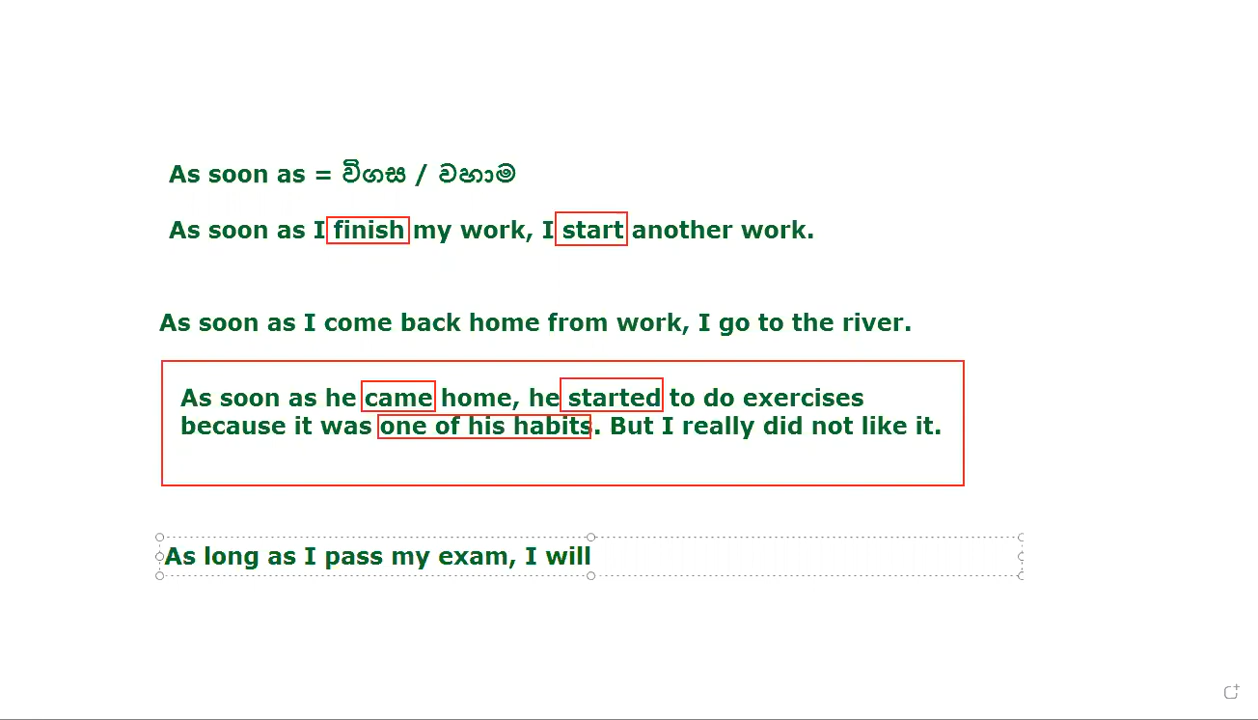 As soon as = විගස / වහාම
As soon as I finish my work, I start another work.
As soon as I come back home from work, I go to the river.
As soon as he came home, he started to do exercises
because it was one of his habits. But I really did not like it.
As long as I pass my exam, I will